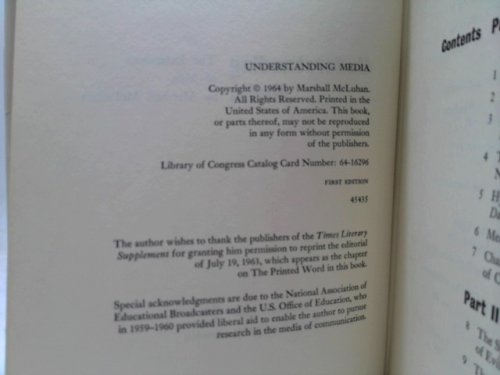 UNDERSTANDING MEDIA
Copyright © 1964 by Marshall McLuhan.
All Rights Reserved. Printed in the
United States of America. This book,
or parts thereof, may not be reproduced
in any form without permission
of the publishers.
Library of Congress Catalog Card Number: 64-16296
FIRST EDITION
45415
The author wishes to thank the publishers of the Times Literary
Supplement for granting him permission to reprint the editorial
of July 19, 1963, which appears as the chapter
on The Printed Word in this book.
Special acknowledgments are due to the National Association of
Educational Broadcasters and the U.S. Office of Education, who
in 1959-1960 provided liberal aid to enable the author to pursue
research in the media of communication.
Contents
1
2
3
4
5
6
7
of
Part II
8
of
9